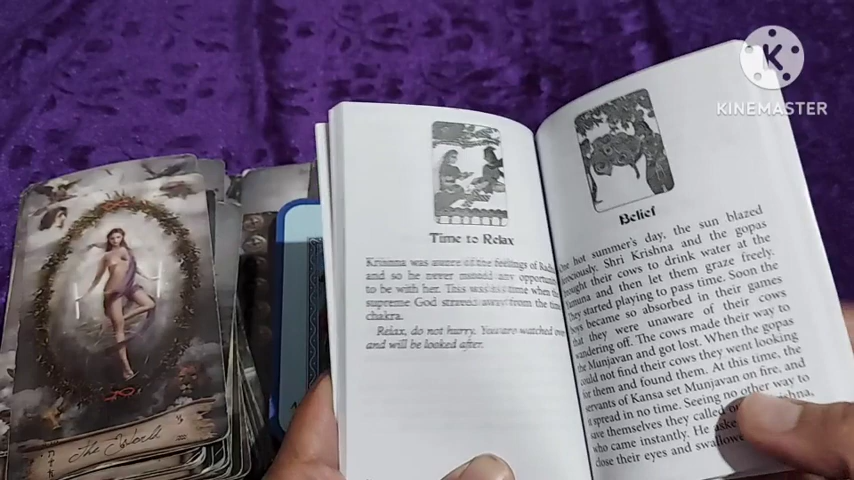 KINEMASTER
Time to Relax
Krishna was aware of the feelings of Radha
and so he never missed any opportunity
to be with her. This was the time when the
supreme God strayed away from the time
chakra.
Relax, do not hurry. You are watched over
and will be looked after.
Belief
One hot summer's day, the sun blazed
ferociously. Shri Krishna and the gopas
brought their cows to drink water at the
Yamuna and then let them graze freely.
They started playing to pass time. Soon the
boys became so absorbed in their games
that they were unaware of their cows
wandering off. The cows made their way to
the Munjavan and got lost. When the gopas
could not find their cows they went looking
for them and found them. At this time, the
servants of Kansa set Munjavan on fire, and
it spread in no time. Seeing no other way to
save themselves they called
who came instantly. He
close their eyes and
The World